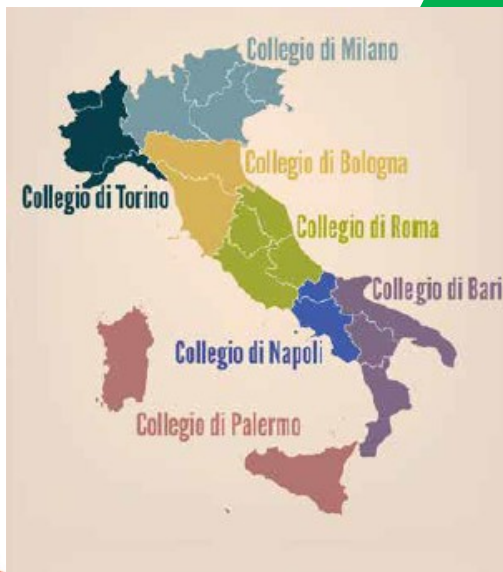 Collegio di Milano
Collegio di Bologna
Collegio di Torino
Collegio di Roma
Collegio di Bari
Collegio di Napoli
Collegio di Palermo